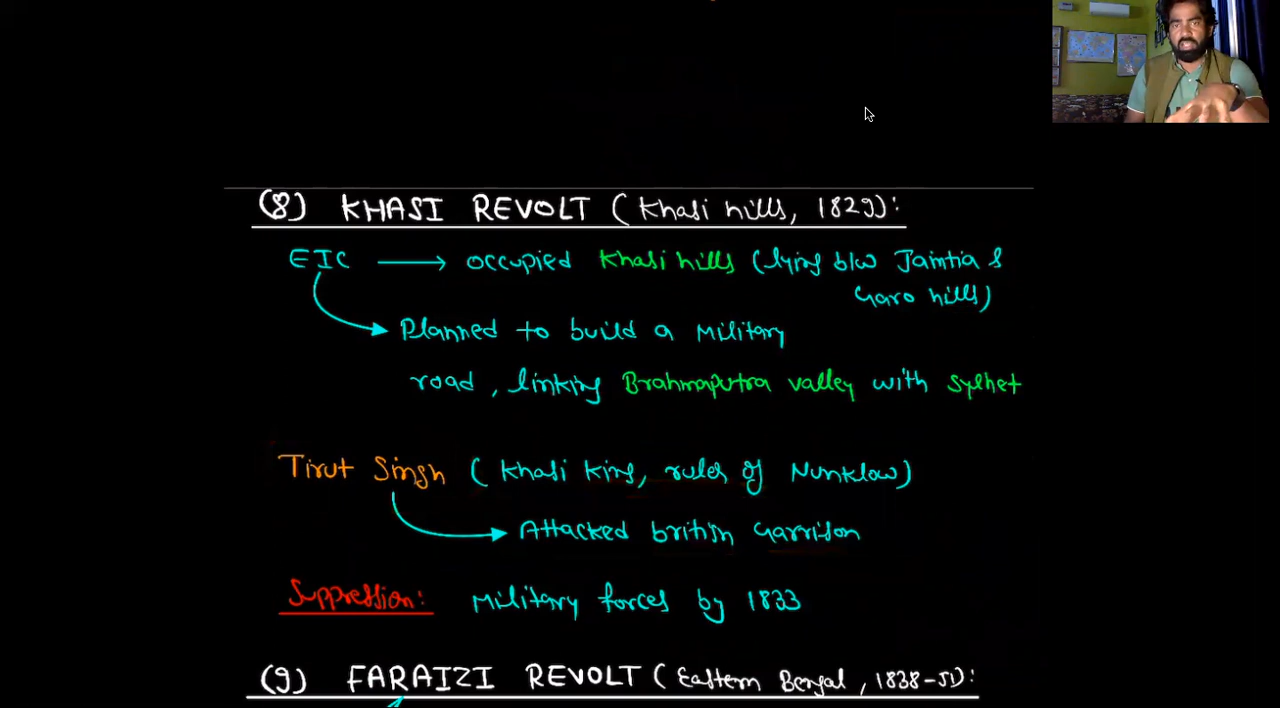 (8) KHASI REVOLT (Khasi hills, 1829):
EIC → occupied Khasi hills (lying b/w Jaintia &
Garo hills)
Planned to build a Military
road, linking Brahmaputra valley with Sylhet
Tirut Singh (Khasi King, ruler of Nunklow)
Attacked british Garrison
Suppression: Military forces by 1833
(9) FARAIZI REVOLT (Eastern Bengal, 1838-51):